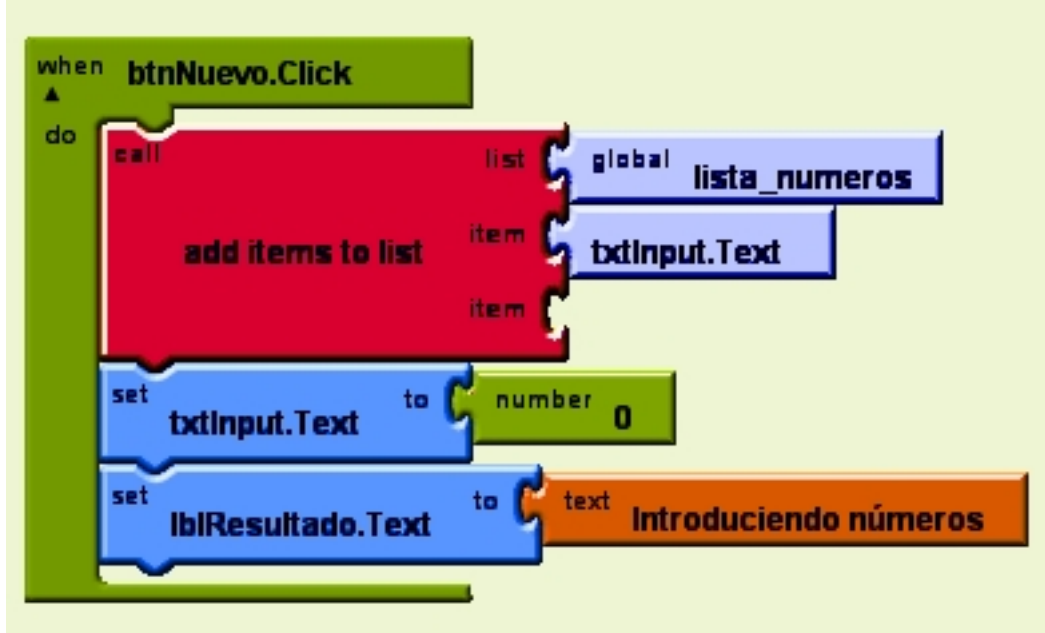 when btnNuevo.Click
do
call
list global lista_numeros
add items to list item txtInput.Text
item
set txtInput.Text to number 0
set lblResultado.Text to text Introduciendo números